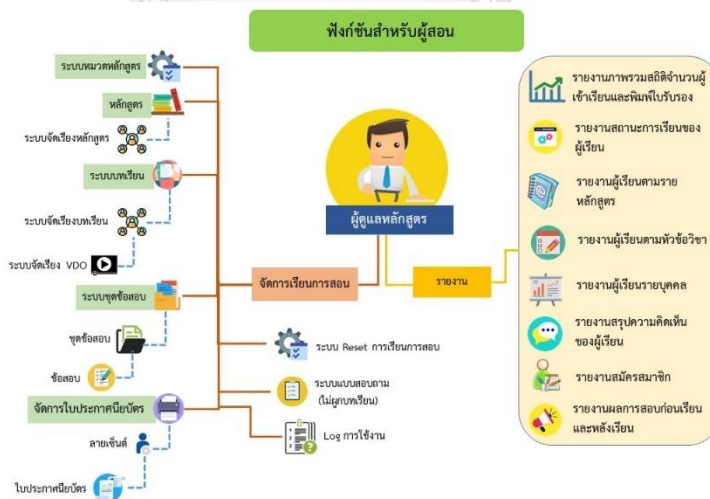 ฟังก์ชันสำหรับผู้สอน
ระบบหมวดหลักสูตร
หลักสูตร
ระบบจัดเรียงหลักสูตร
ระบบบทเรียน
ระบบจัดเรียงบทเรียน
ระบบจัดเรียง VDO
ระบบชุดข้อสอบ
ชุดข้อสอบ
ข้อสอบ
จัดการใบประกาศนียบัตร
ลายเซ็นต์
ใบประกาศนียบัตร
ผู้ดูแลหลักสูตร
จัดการเรียนการสอน
รายงาน
ระบบ Reset การเรียนการสอบ
ระบบแบบสอบถาม
(ไม่ผูกบทเรียน)
Log การใช้งาน
รายงานภาพรวมสถิติจำนวนผู้
เข้าเรียนและพิมพ์ใบรับรอง
รายงานสถานะการเรียนของ
ผู้เรียน
รายงานผู้เรียนตามราย
หลักสูตร
รายงานผู้เรียนตามหัวข้อวิชา
รายงานผู้เรียนรายบุคคล
รายงานสรุปความคิดเห็น
ของผู้เรียน
รายงานสมัครสมาชิก
รายงานผลการสอบก่อนเรียน
และหลังเรียน